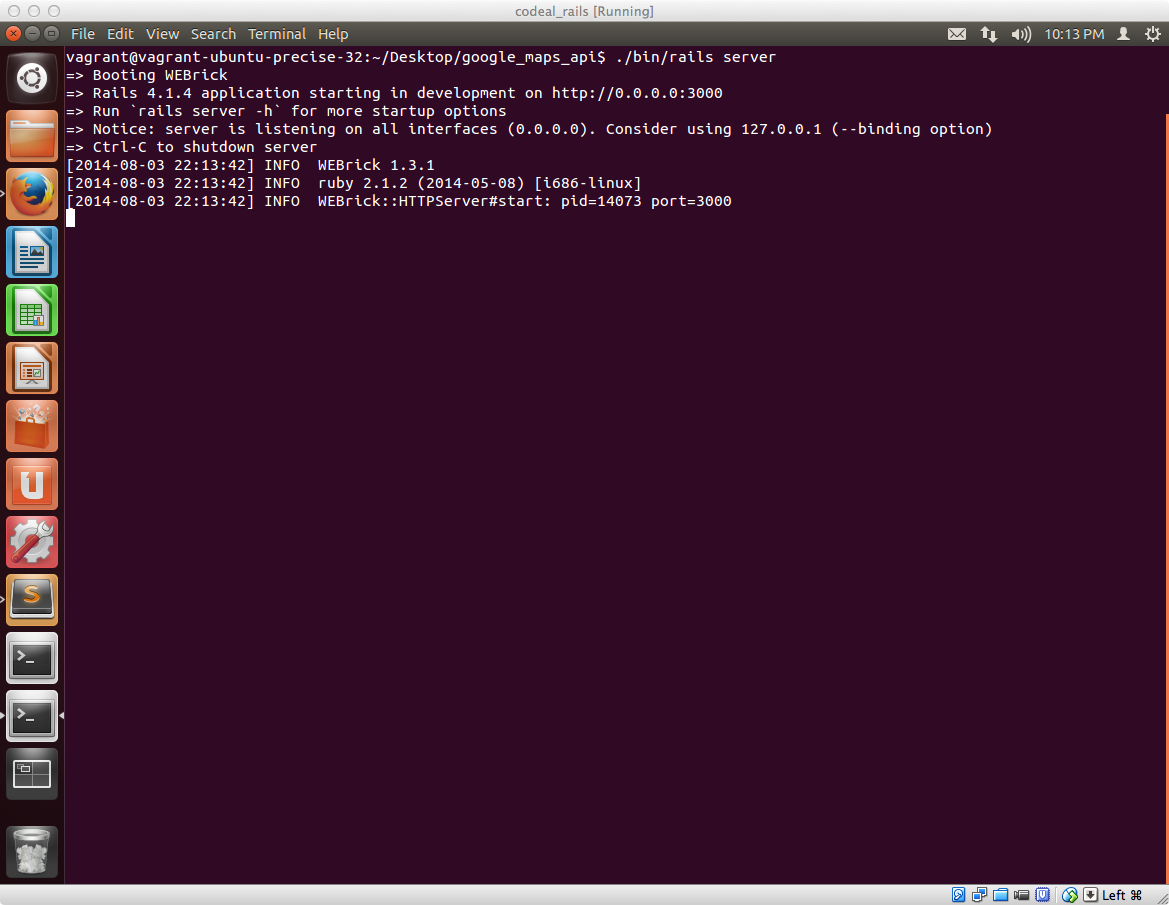 codeal_rails [Running]
File Edit View Search Terminal Help 10:13 PM
vagrant@vagrant-ubuntu-precise-32:~/Desktop/google_maps_api$ ./bin/rails server
=> Booting WEBrick
=> Rails 4.1.4 application starting in development on http://0.0.0.0:3000
=> Run `rails server -h` for more startup options
=> Notice: server is listening on all interfaces (0.0.0.0). Consider using 127.0.0.1 (--binding option)
=> Ctrl-C to shutdown server
[2014-08-03 22:13:42] INFO  WEBrick 1.3.1
[2014-08-03 22:13:42] INFO  ruby 2.1.2 (2014-05-08) [i686-linux]
[2014-08-03 22:13:42] INFO  WEBrick::HTTPServer#start: pid=14073 port=3000
Left ⌘